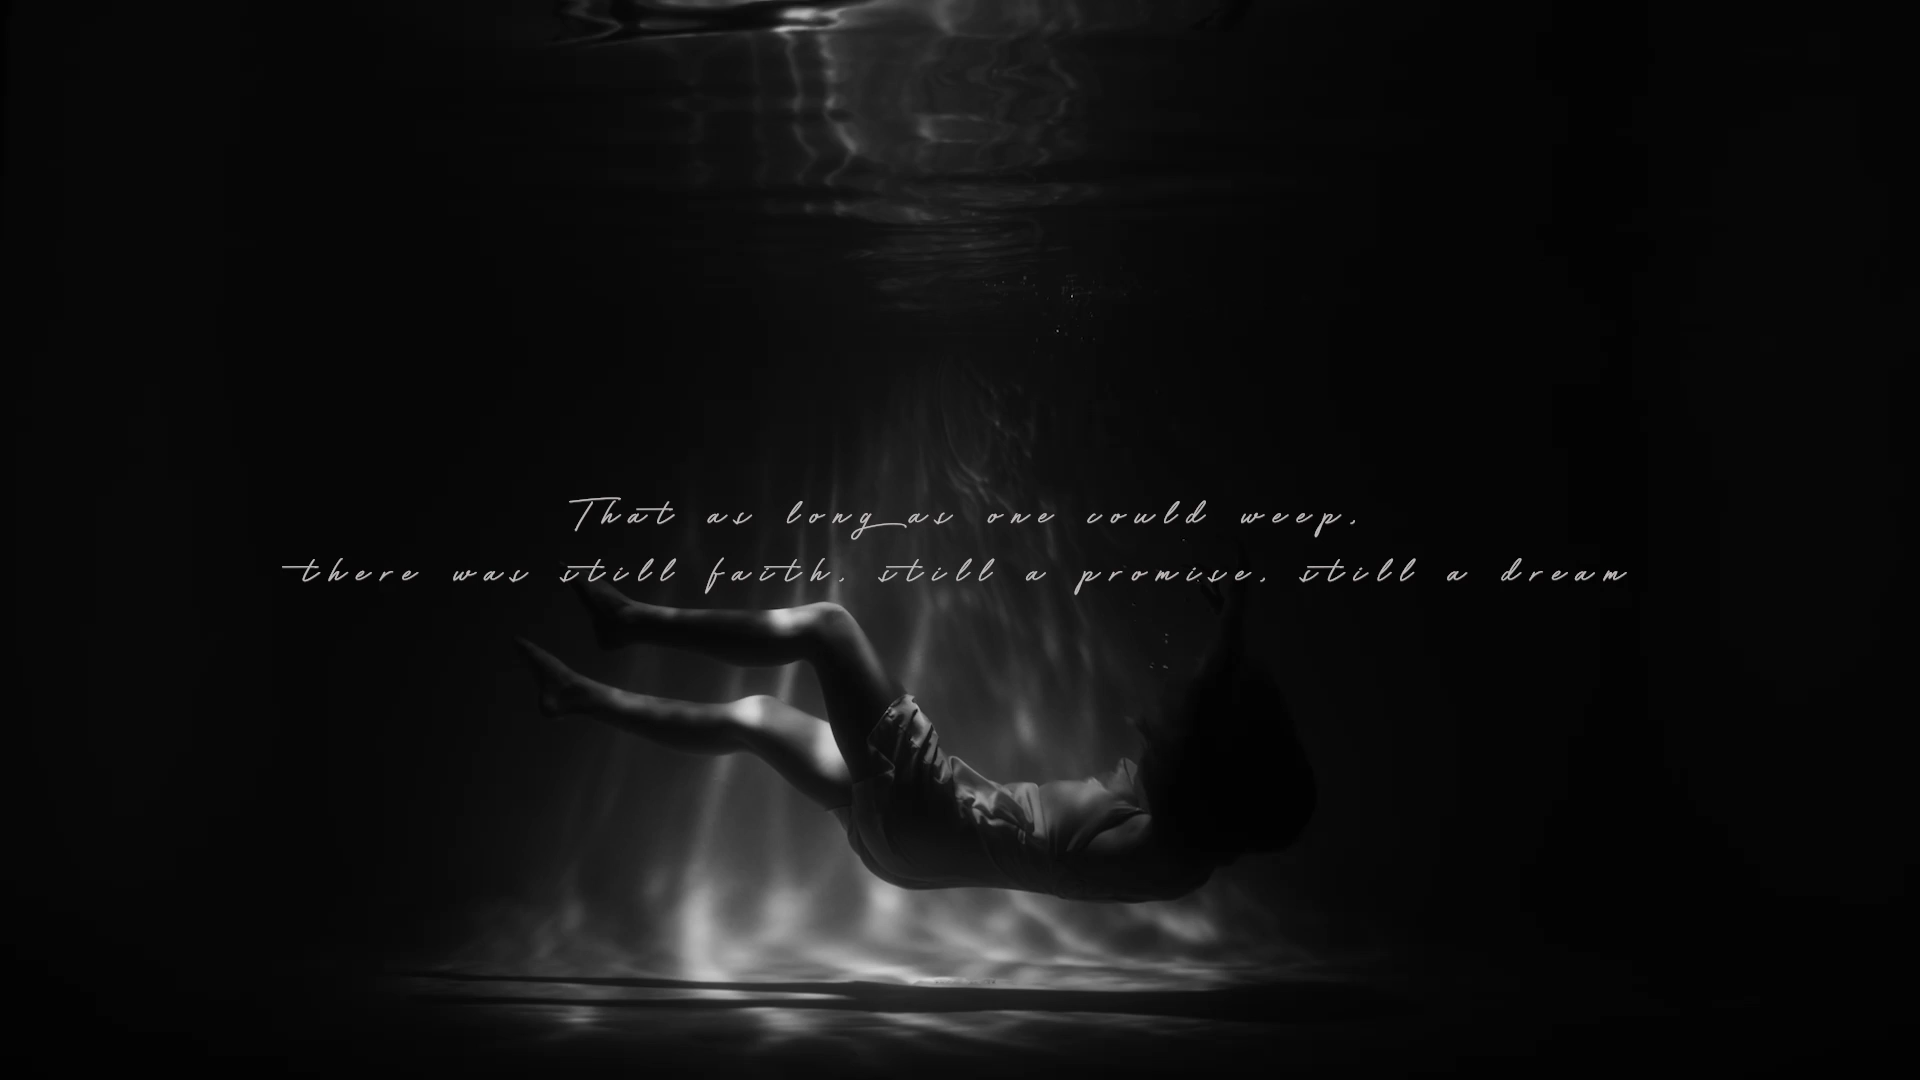 That as long as one could weep,
there was still faith, still a promise, still a dream